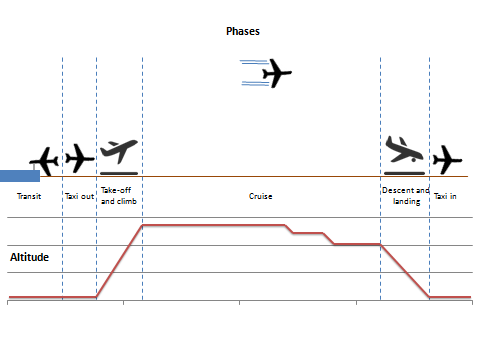 Phases
Transit
Taxi out
Take-off
and climb
Cruise
Descent and
landing
Taxi in
Altitude